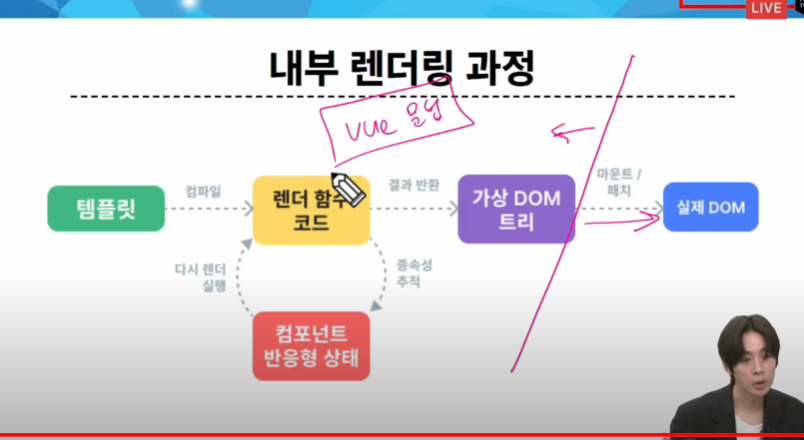 LIVE
내부 렌더링 과정
vue 문법
템플릿
컴파일
렌더 함수
코드
결과 반환
가상 DOM
트리
마운트 /
패치
실제 DOM
다시 렌더
실행
종속성
추적
컴포넌트
반응형 상태